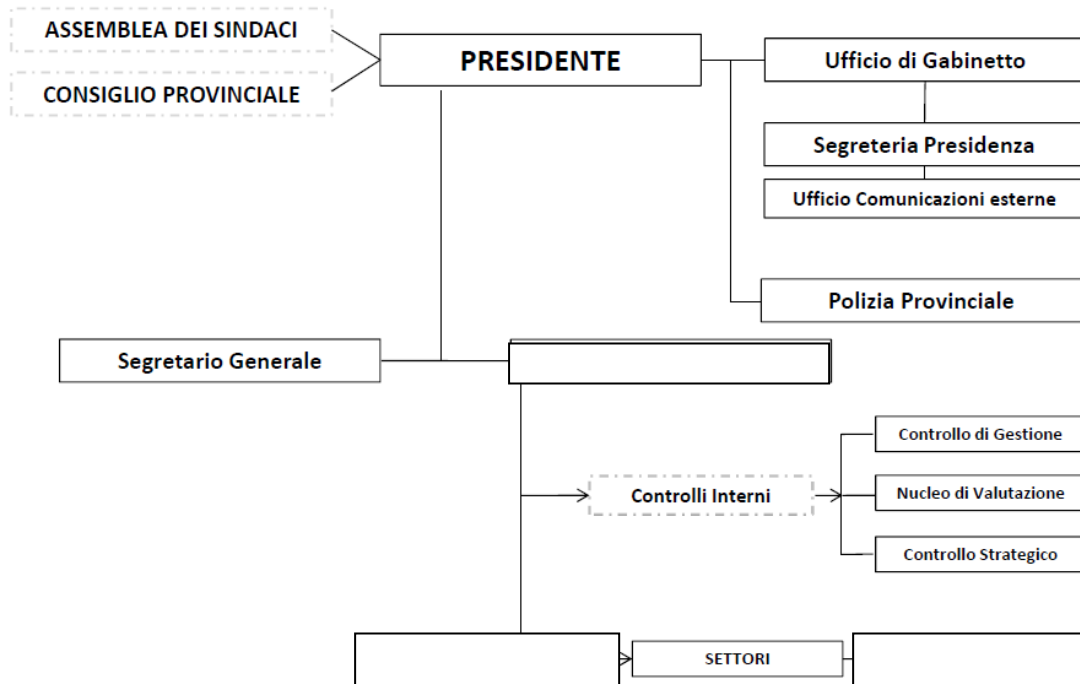 ASSEMBLEA DEI SINDACI
CONSIGLIO PROVINCIALE
PRESIDENTE
Ufficio di Gabinetto
Segreteria Presidenza
Ufficio Comunicazioni esterne
Polizia Provinciale
Segretario Generale
Controlli Interni
Controllo di Gestione
Nucleo di Valutazione
Controllo Strategico
SETTORI